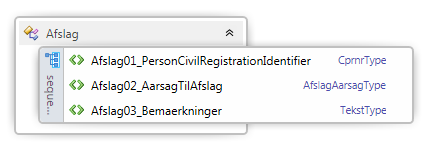 Afslag
Afslag01_PersonCivilRegistrationIdentifier CprnrType
Afslag02_AarsagTilAfslag AfslagAarsagType
Afslag03_Bemaerkninger TekstType
seque...